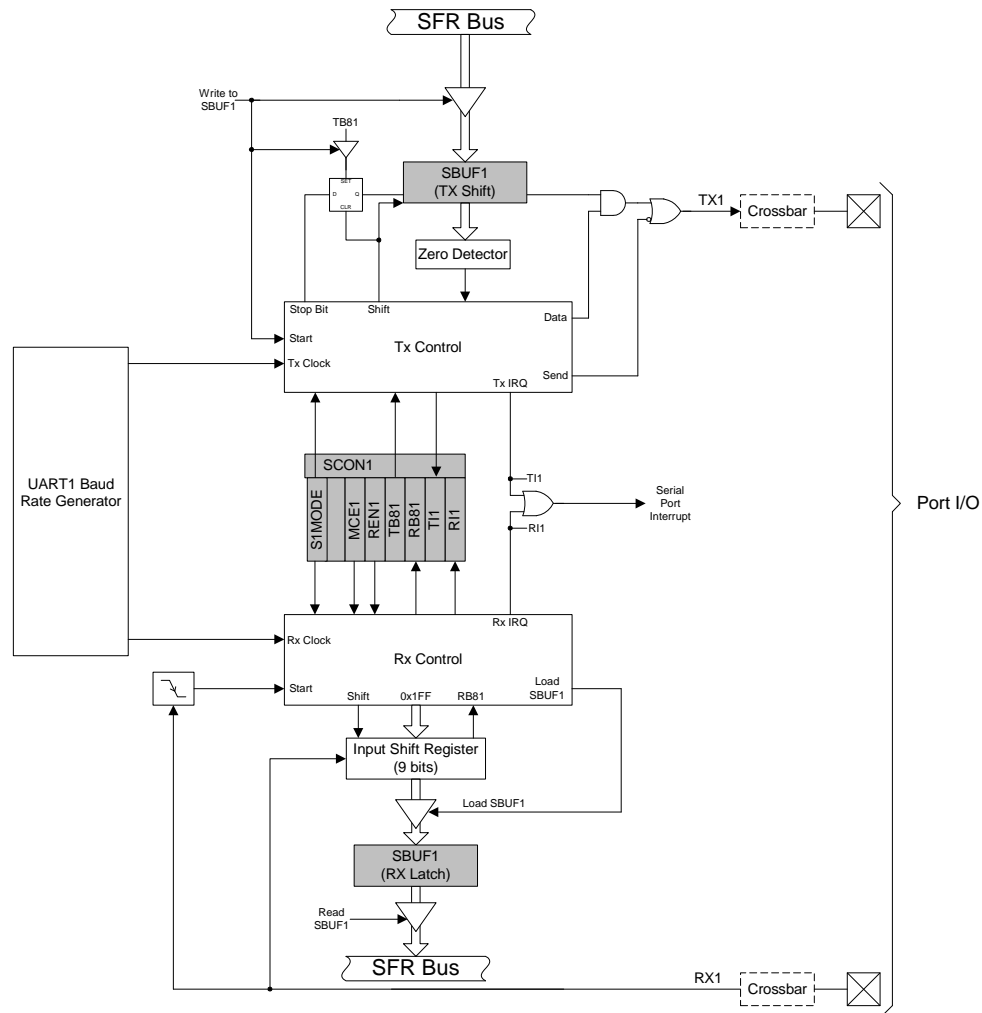 SFR Bus
Write to
SBUF1
TB81
SET
D
Q
CLR
SBUF1
(TX Shift)
TX1
Crossbar
Zero Detector
Stop Bit
Shift
Data
Start
Tx Control
Tx Clock
Send
Tx IRQ
UART1 Baud
Rate Generator
SCON1
S1MODE
MCE1
REN1
TB81
RB81
TI1
RI1
TI1
Serial
Port
Interrupt
RI1
Port I/O
Rx IRQ
Rx Clock
Rx Control
Start
Load
SBUF1
Shift
0x1FF
RB81
Input Shift Register
(9 bits)
Load SBUF1
SBUF1
(RX Latch)
Read
SBUF1
SFR Bus
RX1
Crossbar